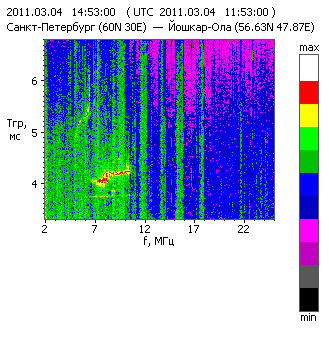 2011.03.04 14:53:00 ( UTC 2011.03.04 11:53:00 )
Санкт-Петербург (60N 30E) — Йошкар-Ола (56.63N 47.87E)
6
max
Tгр,
мс
5
4
2 7 12 17 22
f, МГц
min